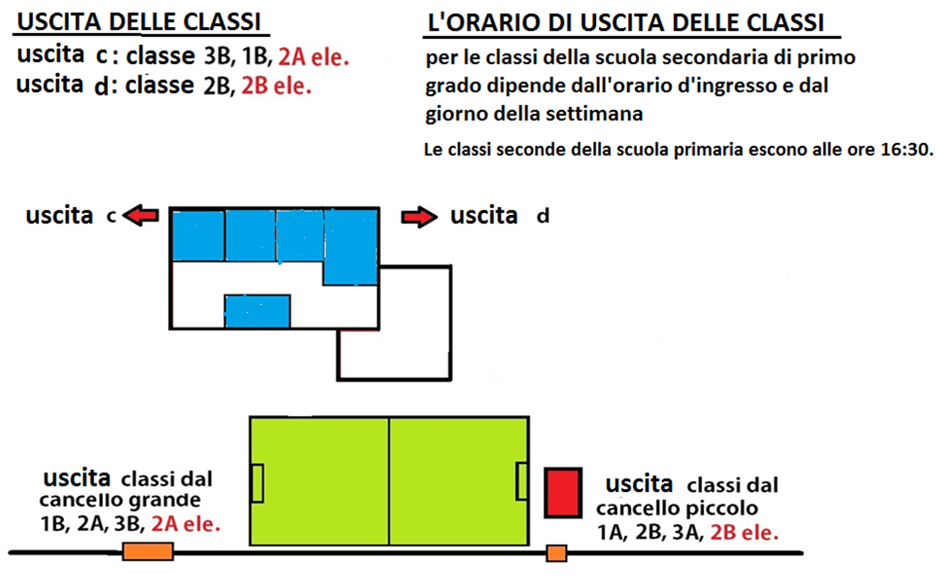 USCITA DELLE CLASSI
uscita c: classe 3B, 1B, 2A ele.
uscita d: classe 2B, 2B ele.
L'ORARIO DI USCITA DELLE CLASSI
per le classi della scuola secondaria di primo
grado dipende dall'orario d'ingresso e dal
giorno della settimana
Le classi seconde della scuola primaria escono alle ore 16:30.
uscita c
uscita d
uscita classi dal
cancello grande
1B, 2A, 3B, 2A ele.
uscita classi dal
cancello piccolo
1A, 2B, 3A, 2B ele.